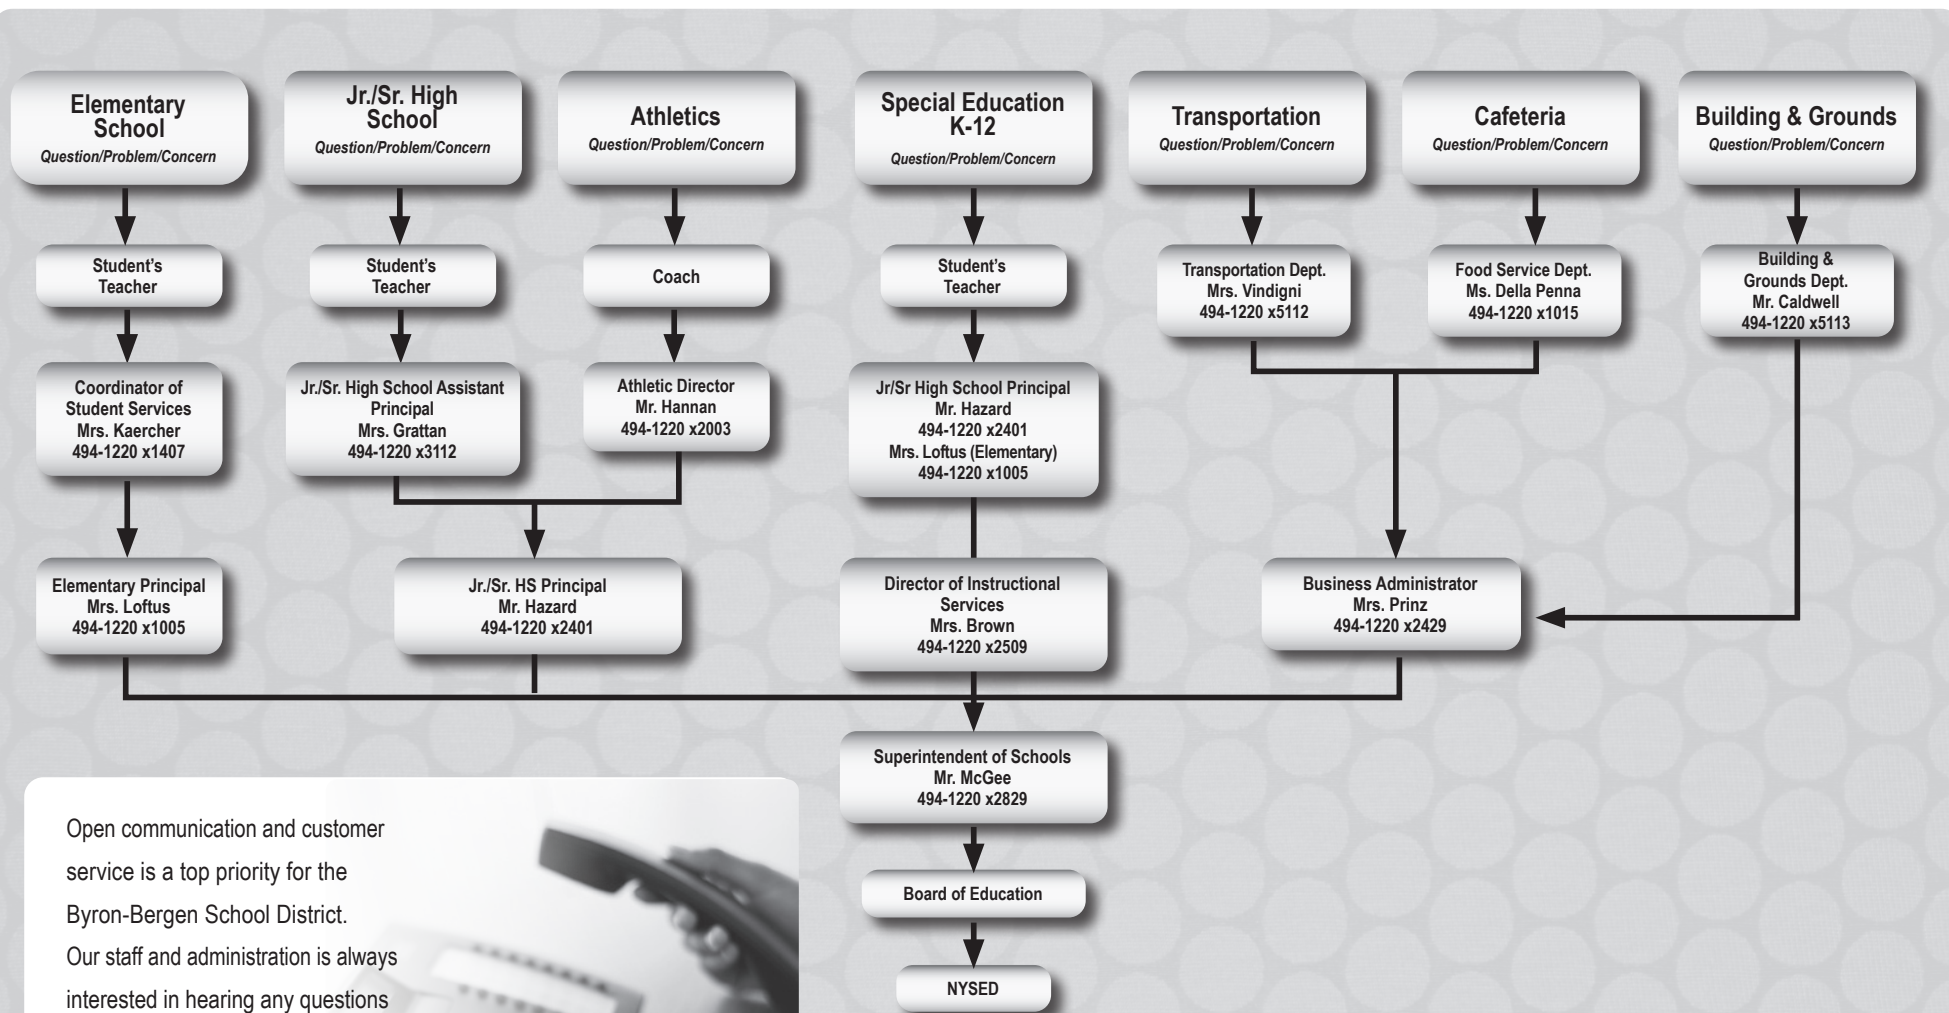 Elementary
School
Question/Problem/Concern
Jr./Sr. High
School
Question/Problem/Concern
Athletics
Question/Problem/Concern
Special Education
K-12
Question/Problem/Concern
Transportation
Question/Problem/Concern
Cafeteria
Question/Problem/Concern
Building & Grounds
Question/Problem/Concern
Student's
Teacher
Student's
Teacher
Coach
Student's
Teacher
Transportation Dept.
Mrs. Vindigni
494-1220 x5112
Food Service Dept.
Ms. Della Penna
494-1220 x1015
Building &
Grounds Dept.
Mr. Caldwell
494-1220 x5113
Coordinator of
Student Services
Mrs. Kaercher
494-1220 x1407
Jr./Sr. High School Assistant
Principal
Mrs. Grattan
494-1220 x3112
Athletic Director
Mr. Hannan
494-1220 x2003
Jr/Sr High School Principal
Mr. Hazard
494-1220 x2401
Mrs. Loftus (Elementary)
494-1220 x1005
Elementary Principal
Mrs. Loftus
494-1220 x1005
Jr./Sr. HS Principal
Mr. Hazard
494-1220 x2401
Director of Instructional
Services
Mrs. Brown
494-1220 x2509
Business Administrator
Mrs. Prinz
494-1220 x2429
Superintendent of Schools
Mr. McGee
494-1220 x2829
Board of Education
NYSED
Open communication and customer
service is a top priority for the
Byron-Bergen School District.
Our staff and administration is always
interested in hearing any questions